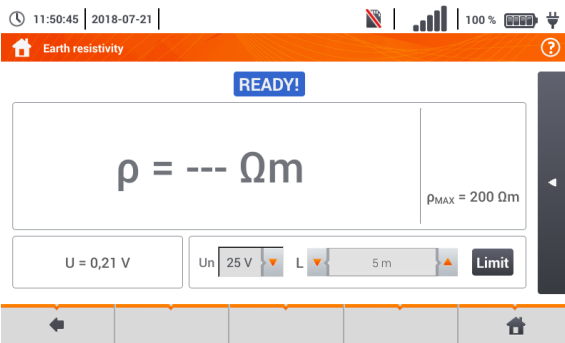 11:50:45 2018-07-21 100 %
Earth resistivity ?
READY!
ρ = --- Ωm
ρMAX = 200 Ωm
U = 0,21 V
Un 25 V L 5 m Limit